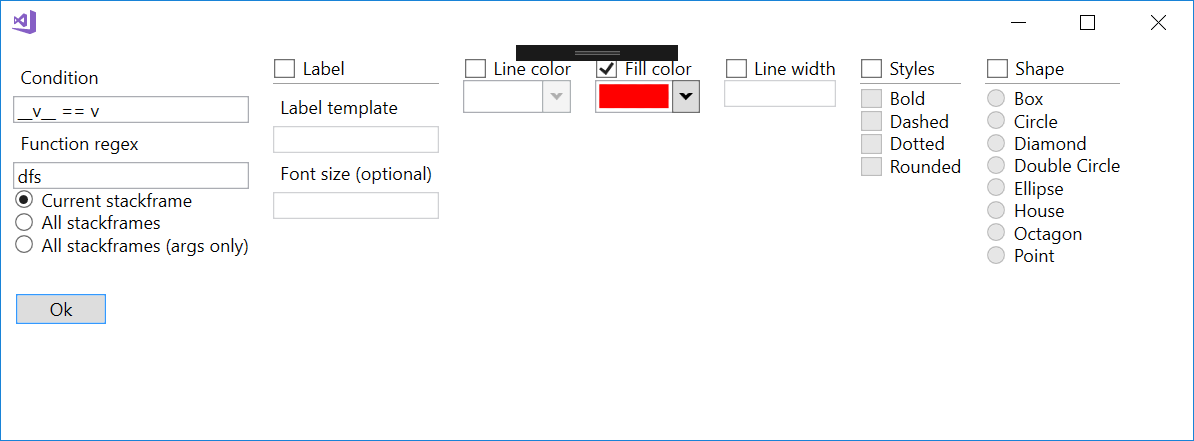 Condition
__v__ == v
Function regex
dfs
Current stackframe
All stackframes
All stackframes (args only)
Ok
Label
Label template
Font size (optional)
Line color
Fill color
Line width
Styles
Bold
Dashed
Dotted
Rounded
Shape
Box
Circle
Diamond
Double Circle
Ellipse
House
Octagon
Point